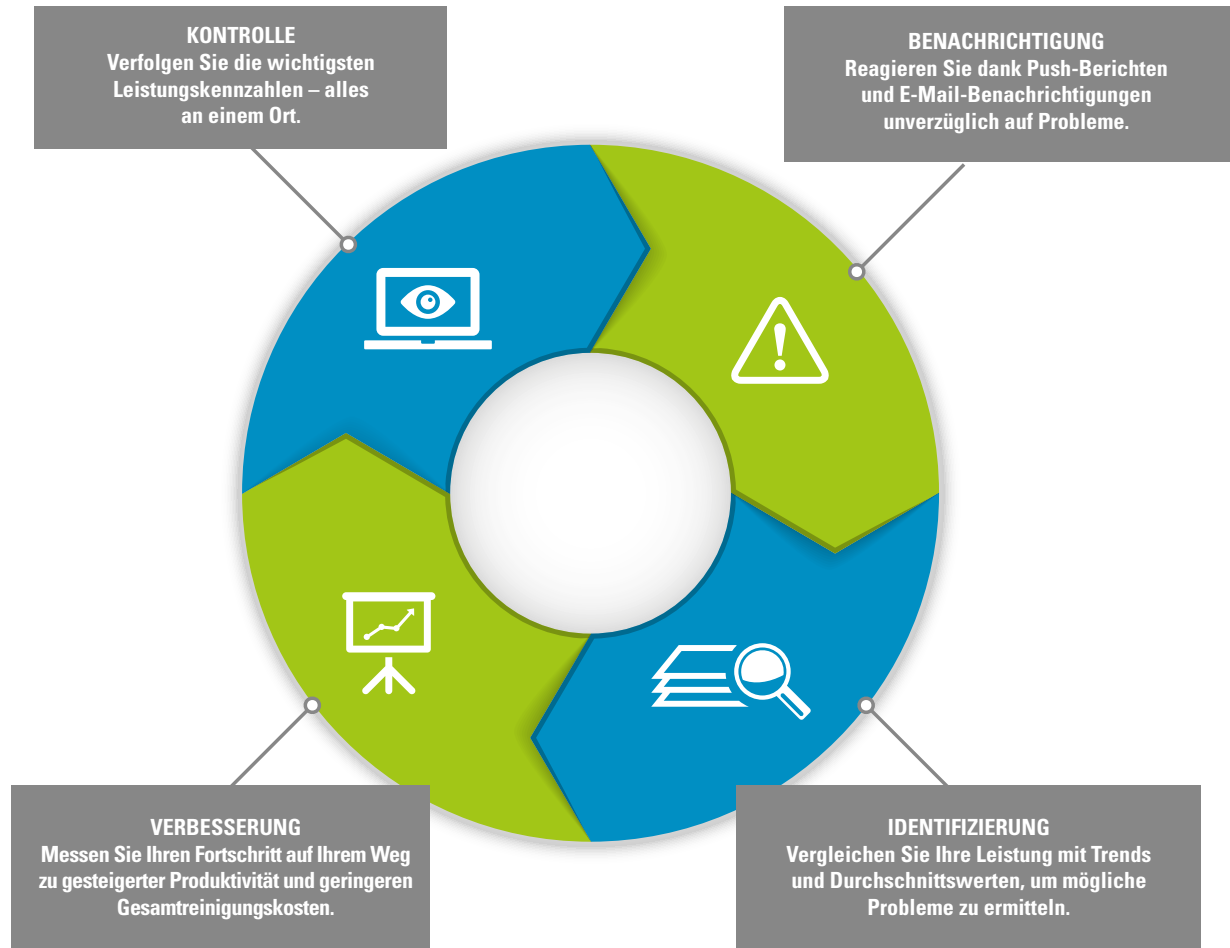 KONTROLLE
Verfolgen Sie die wichtigsten
Leistungskennzahlen – alles
an einem Ort.
BENACHRICHTIGUNG
Reagieren Sie dank Push-Berichten
und E-Mail-Benachrichtigungen
unverzüglich auf Probleme.
VERBESSERUNG
Messen Sie Ihren Fortschritt auf Ihrem Weg
zu gesteigerter Produktivität und geringeren
Gesamtreinigungskosten.
IDENTIFIZIERUNG
Vergleichen Sie Ihre Leistung mit Trends
und Durchschnittswerten, um mögliche
Probleme zu ermitteln.